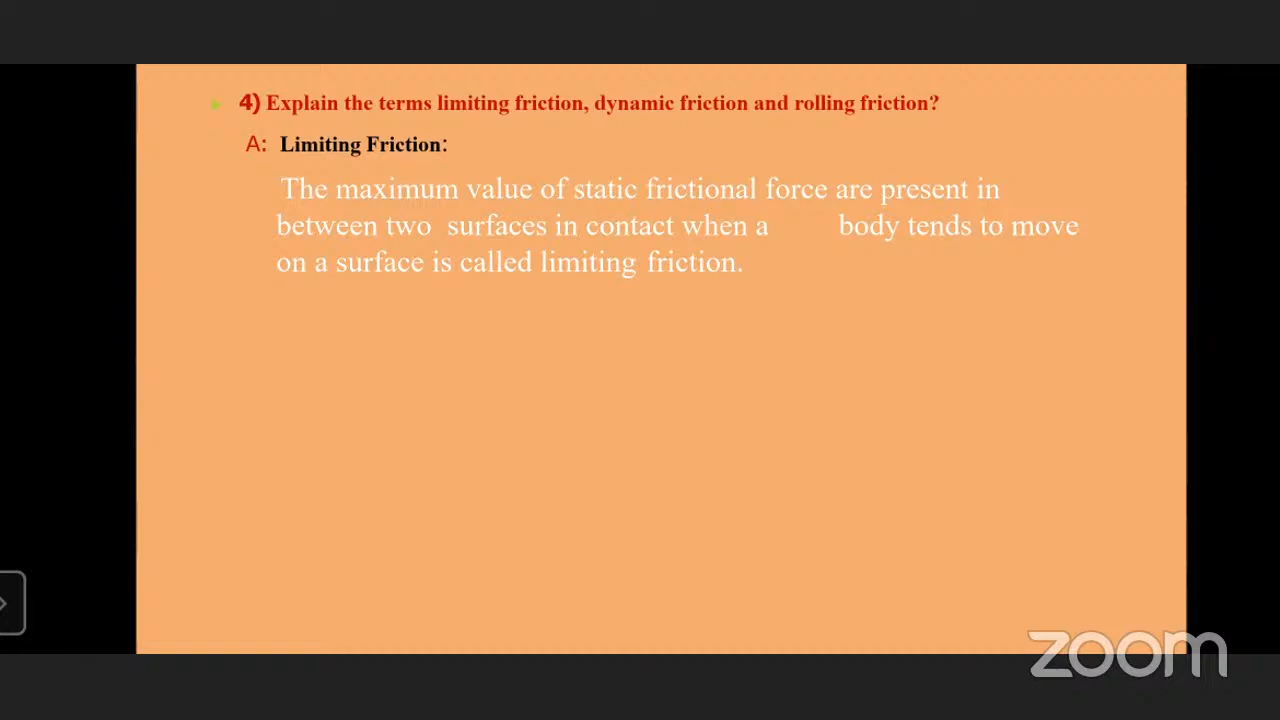 4) Explain the terms limiting friction, dynamic friction and rolling friction?
A: Limiting Friction:
The maximum value of static frictional force are present in
between two surfaces in contact when a body tends to move
on a surface is called limiting friction.
zoom